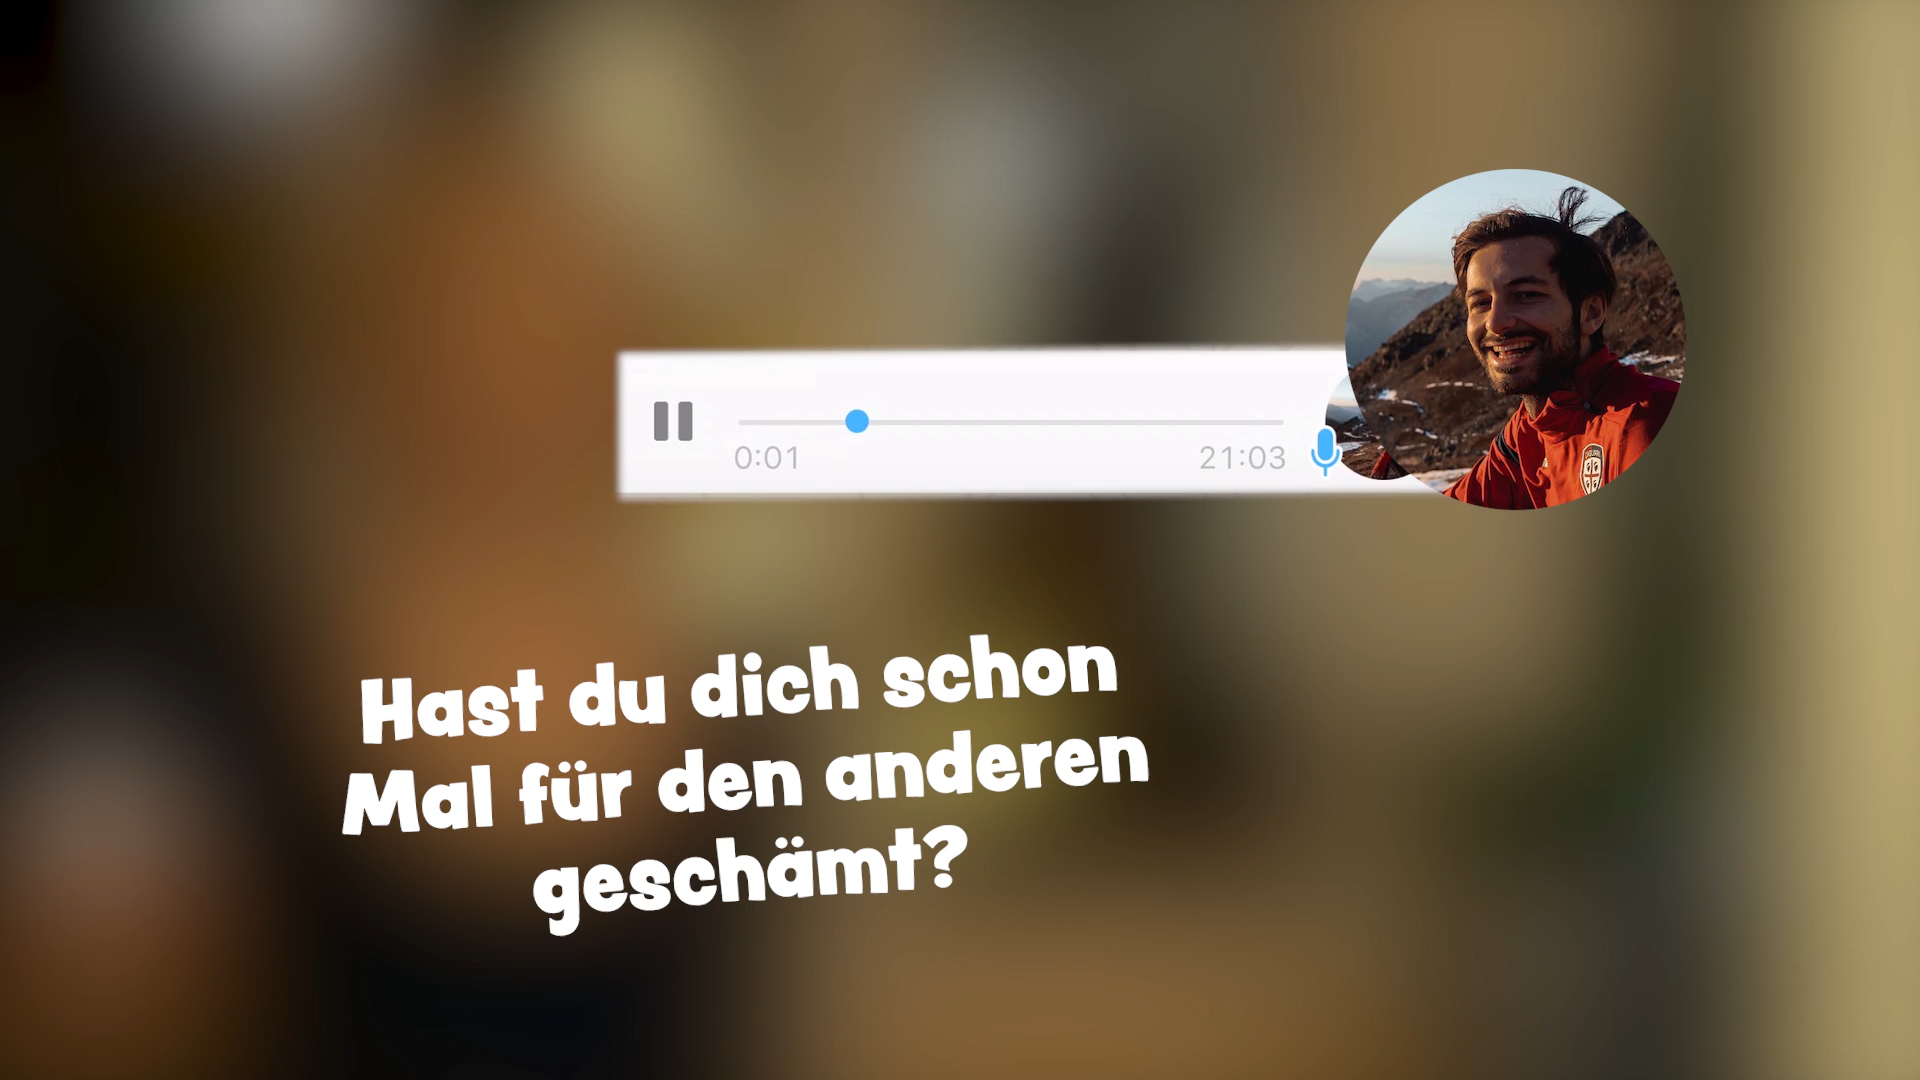 0:01
21:03
Hast du dich schon
Mal für den anderen
geschämt?